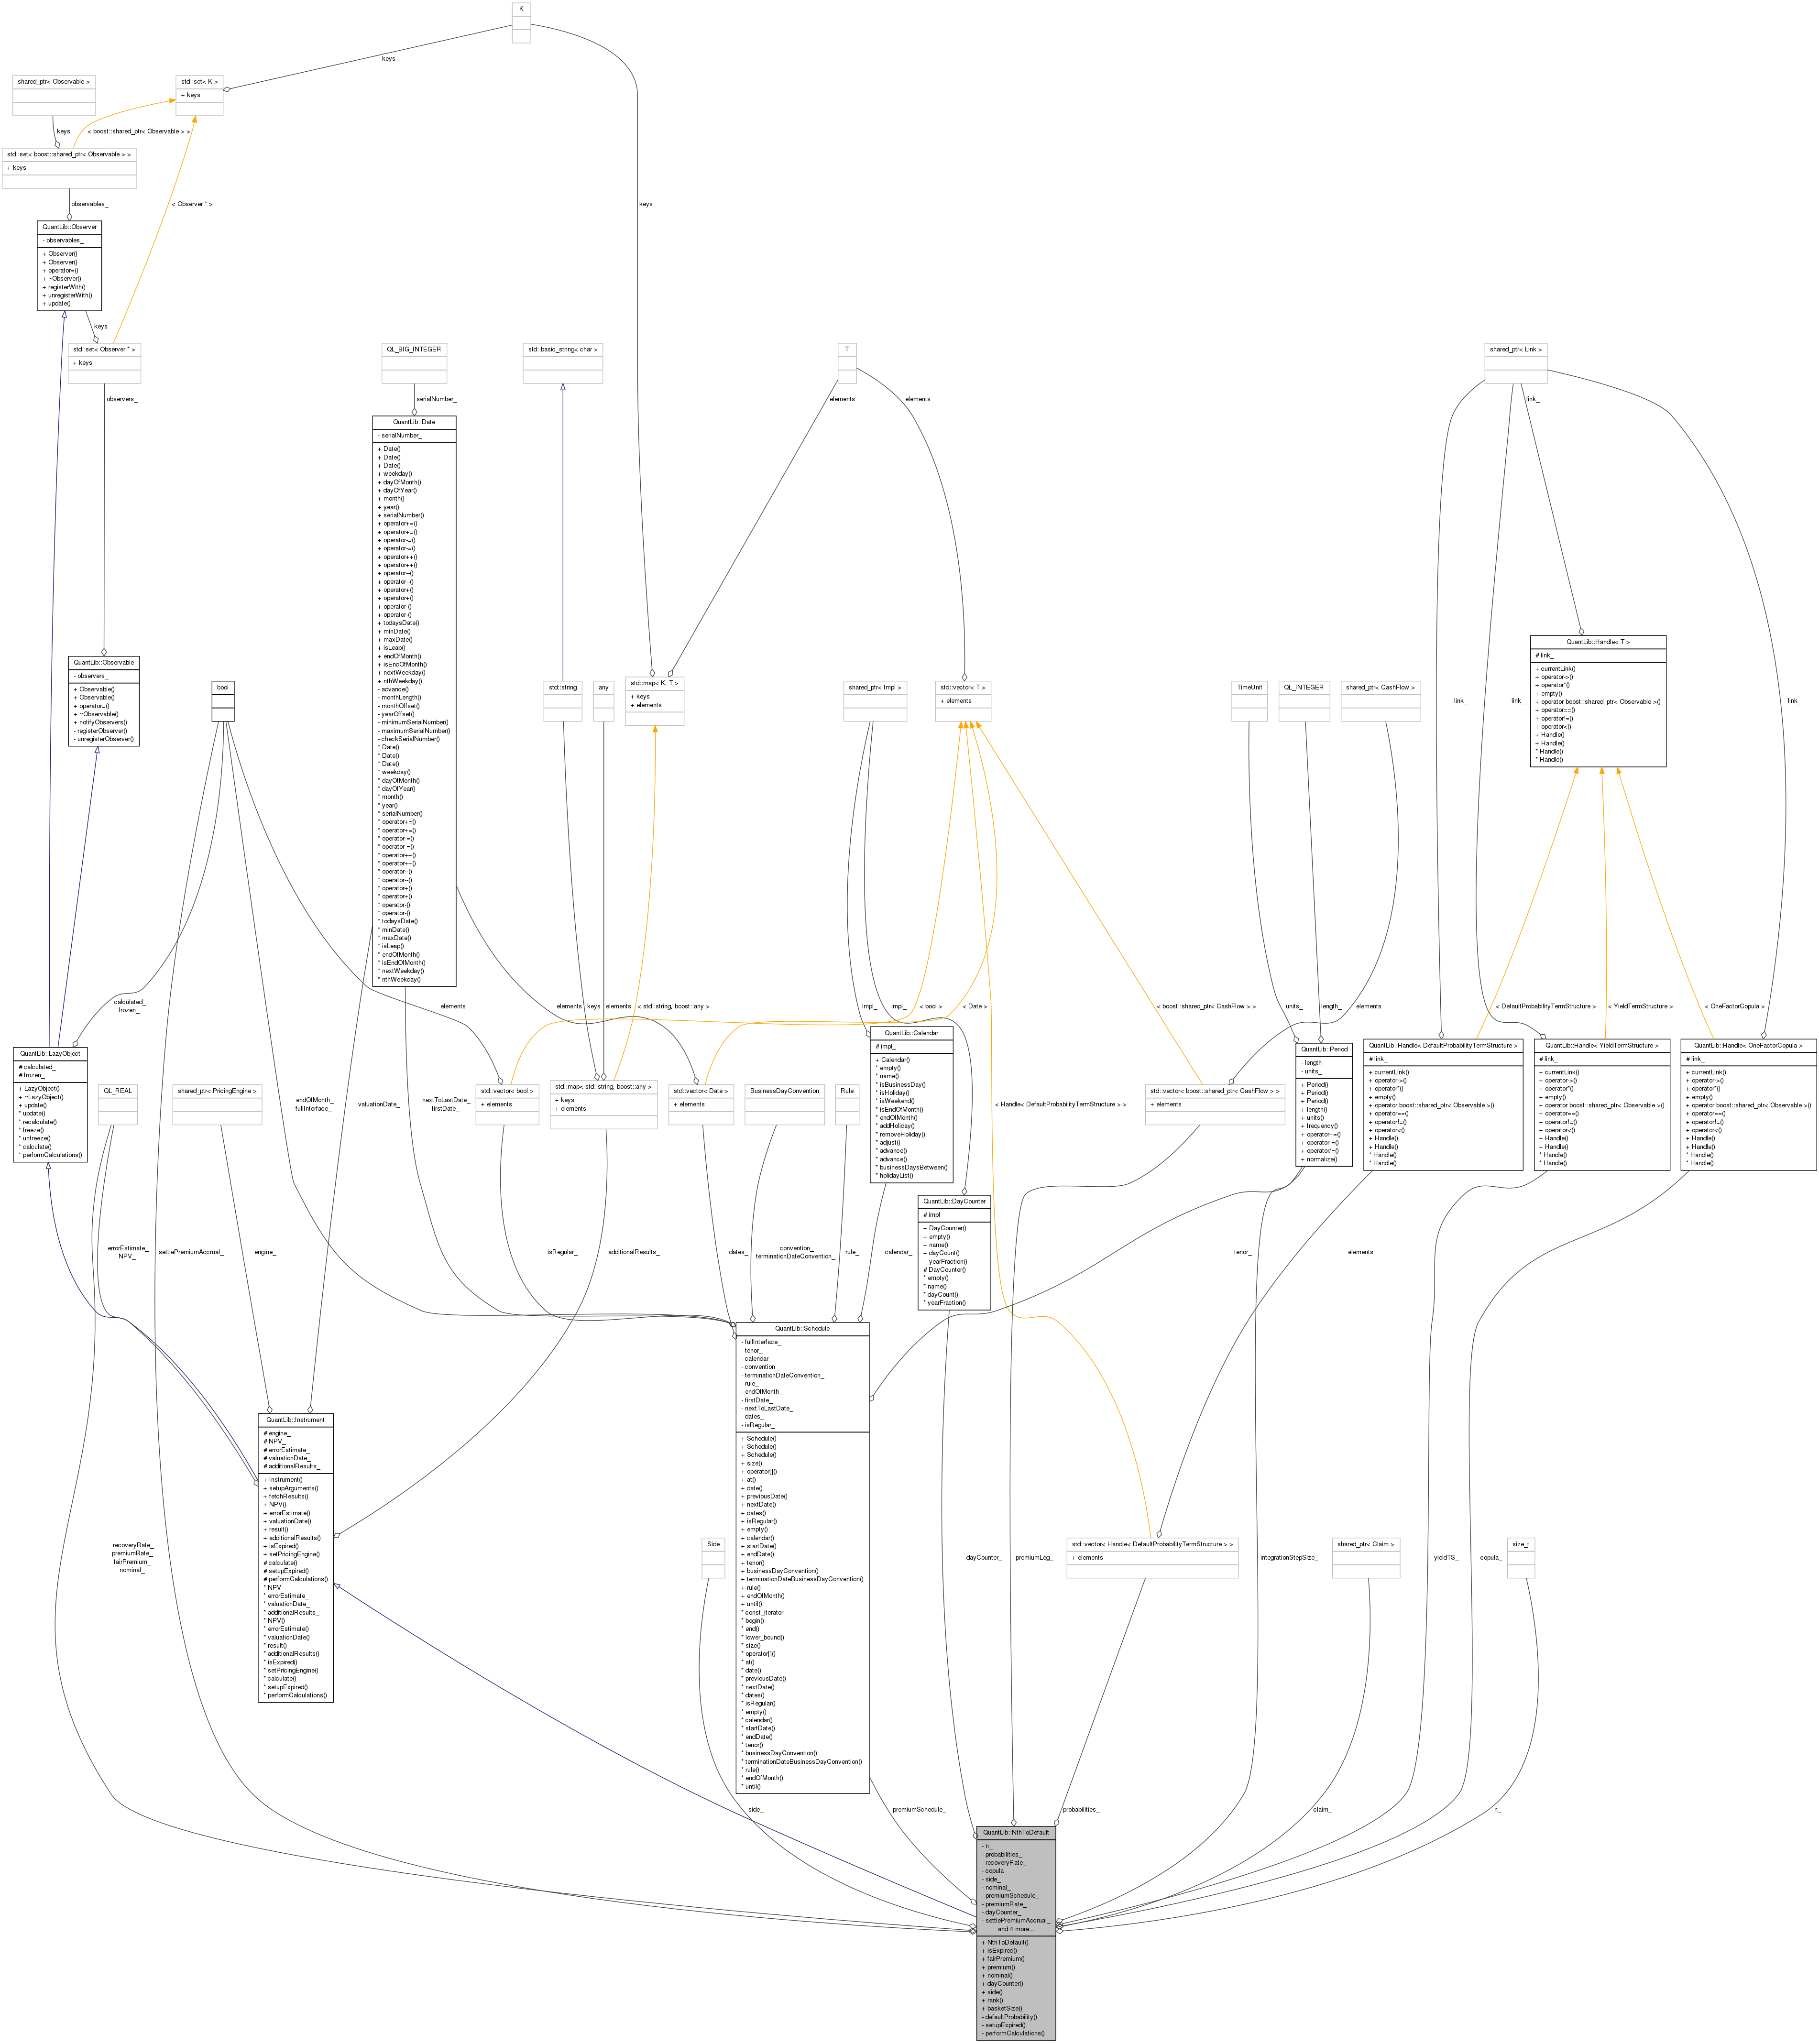 K
keys
shared_ptr< Observable >
std::set< K >
+ keys
keys
< boost::shared_ptr< Observable > >
std::set< boost::shared_ptr< Observable > >
+ keys
observables_
< Observer * >
keys
QuantLib::Observer
- observables_
+ Observer()
+ Observer()
+ operator=()
+ ~Observer()
+ registerWith()
+ unregisterWith()
+ update()
keys
std::set< Observer * >
+ keys
QL_BIG_INTEGER
std::basic_string< char >
T
shared_ptr< Link >
observers_
serialNumber_
elements
elements
link_
link_
link_
link_
QuantLib::Date
- serialNumber_
+ Date()
+ Date()
+ Date()
+ weekday()
+ dayOfMonth()
+ dayOfYear()
+ month()
+ year()
+ serialNumber()
+ operator+=()
+ operator+=()
+ operator-=()
+ operator-=()
+ operator++()
+ operator++()
+ operator--()
+ operator--()
+ operator+()
+ operator+()
+ operator-()
+ operator-()
+ todaysDate()
+ minDate()
+ maxDate()
+ isLeap()
+ endOfMonth()
+ isEndOfMonth()
+ nextWeekday()
+ nthWeekday()
- advance()
- monthLength()
- monthOffset()
- yearOffset()
- minimumSerialNumber()
- maximumSerialNumber()
- checkSerialNumber()
* Date()
* Date()
* Date()
* weekday()
* dayOfMonth()
* dayOfYear()
* month()
* year()
* serialNumber()
* operator+=()
* operator+=()
* operator-=()
* operator-=()
* operator++()
* operator++()
* operator--()
* operator--()
* operator+()
* operator+()
* operator-()
* operator-()
* todaysDate()
* minDate()
* maxDate()
* isLeap()
* endOfMonth()
* isEndOfMonth()
* nextWeekday()
* nthWeekday()
QuantLib::Observable
- observers_
+ Observable()
+ Observable()
+ operator=()
+ ~Observable()
+ notifyObservers()
- registerObserver()
- unregisterObserver()
bool
std::string
any
std::map< K, T >
+ keys
+ elements
shared_ptr< Impl >
std::vector< T >
+ elements
TimeUnit
QL_INTEGER
shared_ptr< CashFlow >
QuantLib::Handle< T >
# link_
+ currentLink()
+ operator->()
+ operator*()
+ empty()
+ operator boost::shared_ptr< Observable >()
+ operator==()
+ operator!=()
+ operator<()
+ Handle()
+ Handle()
* Handle()
* Handle()
calculated_
frozen_
elements
elements
keys
elements
< std::string, boost::any >
impl_
impl_
< bool >
< Date >
< boost::shared_ptr< CashFlow > >
units_
length_
elements
< DefaultProbabilityTermStructure >
< YieldTermStructure >
< OneFactorCopula >
QuantLib::LazyObject
# calculated_
# frozen_
+ LazyObject()
+ ~LazyObject()
+ update()
* update()
* recalculate()
* freeze()
* unfreeze()
* calculate()
* performCalculations()
QL_REAL
shared_ptr< PricingEngine >
endOfMonth_
fullInterface_
valuationDate_
nextToLastDate_
firstDate_
std::vector< bool >
+ elements
std::map< std::string, boost::any >
+ keys
+ elements
std::vector< Date >
+ elements
BusinessDayConvention
Rule
QuantLib::Calendar
# impl_
+ Calendar()
* empty()
* name()
* isBusinessDay()
* isHoliday()
* isWeekend()
* isEndOfMonth()
* endOfMonth()
* addHoliday()
* removeHoliday()
* adjust()
* advance()
* advance()
* businessDaysBetween()
* holidayList()
< Handle< DefaultProbabilityTermStructure > >
std::vector< boost::shared_ptr< CashFlow > >
+ elements
QuantLib::Period
- length_
- units_
+ Period()
+ Period()
+ Period()
+ length()
+ units()
+ frequency()
+ operator+=()
+ operator-=()
+ operator/=()
+ normalize()
QuantLib::Handle< DefaultProbabilityTermStructure >
# link_
+ currentLink()
+ operator->()
+ operator*()
+ empty()
+ operator boost::shared_ptr< Observable >()
+ operator==()
+ operator!=()
+ operator<()
+ Handle()
+ Handle()
* Handle()
* Handle()
QuantLib::Handle< YieldTermStructure >
# link_
+ currentLink()
+ operator->()
+ operator*()
+ empty()
+ operator boost::shared_ptr< Observable >()
+ operator==()
+ operator!=()
+ operator<()
+ Handle()
+ Handle()
* Handle()
* Handle()
QuantLib::Handle< OneFactorCopula >
# link_
+ currentLink()
+ operator->()
+ operator*()
+ empty()
+ operator boost::shared_ptr< Observable >()
+ operator==()
+ operator!=()
+ operator<()
+ Handle()
+ Handle()
* Handle()
* Handle()
QuantLib::DayCounter
# impl_
+ DayCounter()
+ empty()
+ name()
+ dayCount()
+ yearFraction()
# DayCounter()
* empty()
* name()
* dayCount()
* yearFraction()
errorEstimate_
NPV_
settlePremiumAccrual_
engine_
isRegular_
additionalResults_
dates_
convention_
terminationDateConvention_
rule_
calendar_
tenor_
elements
QuantLib::Schedule
- fullInterface_
- tenor_
- calendar_
- convention_
- terminationDateConvention_
- rule_
- endOfMonth_
- firstDate_
- nextToLastDate_
- dates_
- isRegular_
+ Schedule()
+ Schedule()
+ Schedule()
+ size()
+ operator[]()
+ at()
+ date()
+ previousDate()
+ nextDate()
+ dates()
+ isRegular()
+ empty()
+ calendar()
+ startDate()
+ endDate()
+ tenor()
+ businessDayConvention()
+ terminationDateBusinessDayConvention()
+ rule()
+ endOfMonth()
+ until()
* const_iterator
* begin()
* end()
* lower_bound()
* size()
* operator[]()
* at()
* date()
* previousDate()
* nextDate()
* dates()
* isRegular()
* empty()
* calendar()
* startDate()
* endDate()
* tenor()
* businessDayConvention()
* terminationDateBusinessDayConvention()
* rule()
* endOfMonth()
* until()
QuantLib::Instrument
# engine_
# NPV_
# errorEstimate_
# valuationDate_
# additionalResults_
+ Instrument()
+ setupArguments()
+ fetchResults()
+ NPV()
+ errorEstimate()
+ valuationDate()
+ result()
+ additionalResults()
+ isExpired()
+ setPricingEngine()
# calculate()
# setupExpired()
# performCalculations()
* NPV_
* errorEstimate_
* valuationDate_
* additionalResults_
* NPV()
* errorEstimate()
* valuationDate()
* result()
* additionalResults()
* isExpired()
* setPricingEngine()
* calculate()
* setupExpired()
* performCalculations()
recoveryRate_
premiumRate_
fairPremium_
nominal_
Side
dayCounter_
premiumLeg_
std::vector< Handle< DefaultProbabilityTermStructure > >
+ elements
integrationStepSize_
shared_ptr< Claim >
yieldTS_
copula_
size_t
side_
premiumSchedule_
probabilities_
claim_
n_
QuantLib::NthToDefault
- n_
- probabilities_
- recoveryRate_
- copula_
- side_
- nominal_
- premiumSchedule_
- premiumRate_
- dayCounter_
- settlePremiumAccrual_
and 4 more...
+ NthToDefault()
+ isExpired()
+ fairPremium()
+ premium()
+ nominal()
+ dayCounter()
+ side()
+ rank()
+ basketSize()
- defaultProbability()
- setupExpired()
- performCalculations()